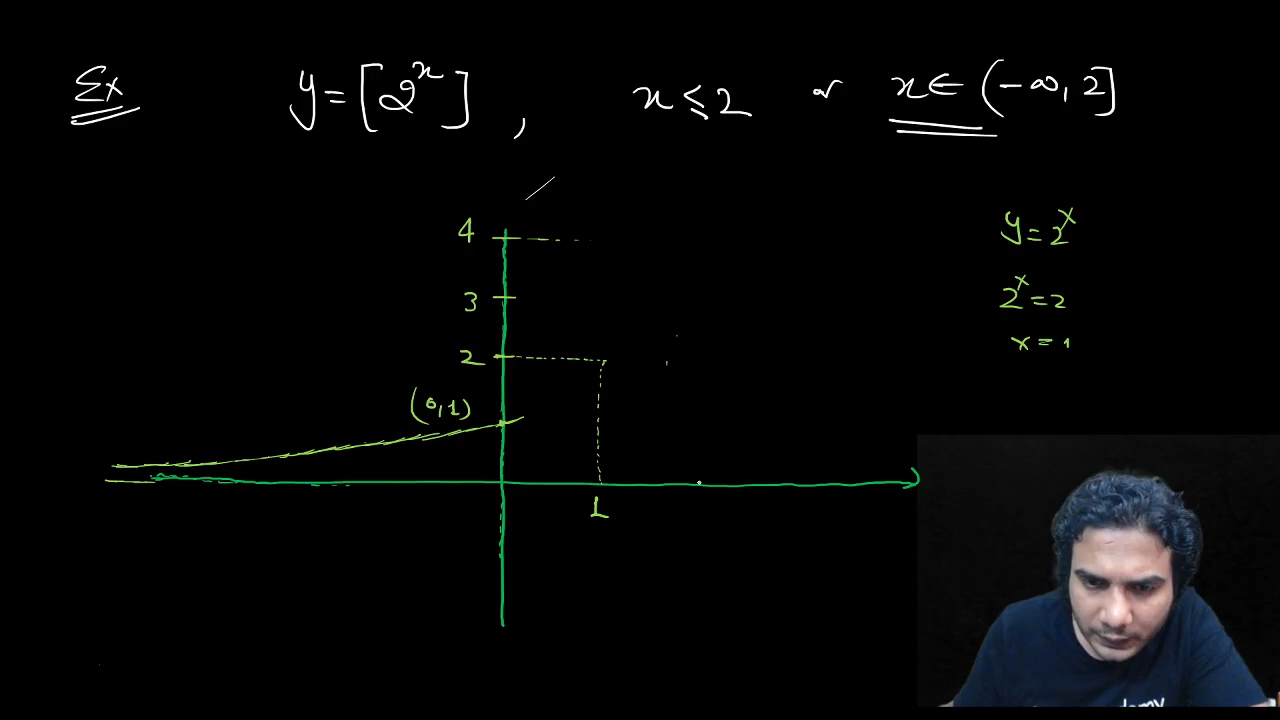 Ex y = [2^x] , x ≤ 2 or x ∈ (-∞, 2]
4
y = 2^x
3
2^x = 2
x = 1
2
(0,1)
1